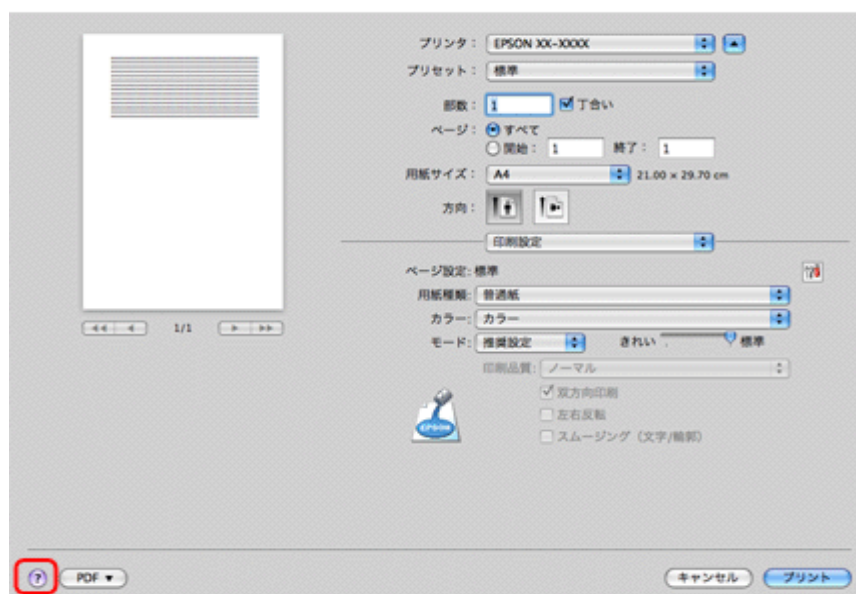 プリンタ： EPSON XX-XXXX
プリセット： 標準
部数： 1 丁合い
ページ： すべて
開始： 1 終了： 1
用紙サイズ： A4 21.00 x 29.70 cm
方向：
印刷設定
ページ設定: 標準
用紙種類: 普通紙
カラー: カラー
1/1
モード: 推奨設定 きれい 標準
印刷品質: ノーマル
双方向印刷
左右反転
EPSON
スムージング（文字/輪郭）
? PDF ▼ キャンセル プリント